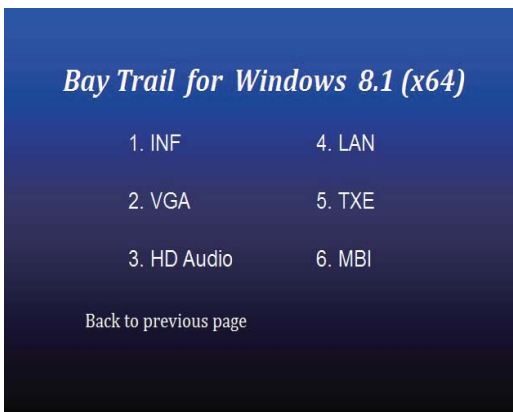 Bay Trail for Windows 8.1 (x64)
1. INF 4. LAN
2. VGA 5. TXE
3. HD Audio 6. MBI
Back to previous page